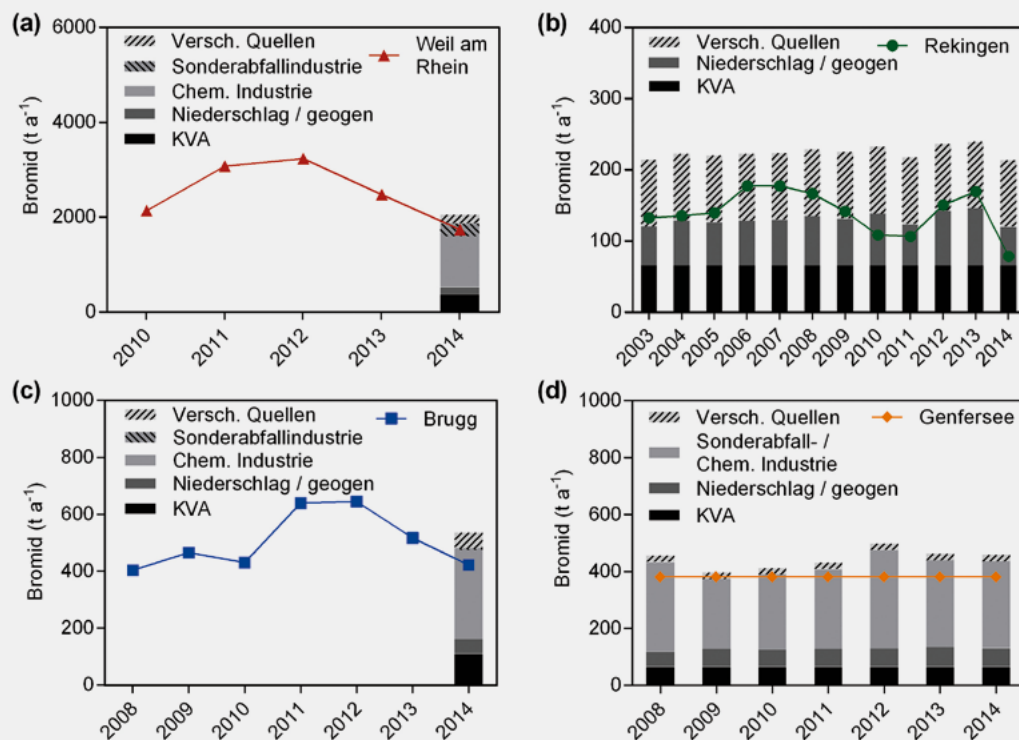 (a)
6000
4000
2000
0
Bromid (t a-1)
Versch. Quellen
Sonderabfallindustrie
Chem. Industrie
Niederschlag / geogen
KVA
Weil am
Rhein
2010
2011
2012
2013
2014
(b)
400
300
200
100
0
Bromid (t a-1)
Versch. Quellen
Niederschlag / geogen
KVA
Rekingen
2003
2004
2005
2006
2007
2008
2009
2010
2011
2012
2013
2014
(c)
1000
800
600
400
200
0
Bromid (t a-1)
Versch. Quellen
Sonderabfallindustrie
Chem. Industrie
Niederschlag / geogen
KVA
Brugg
2008
2009
2010
2011
2012
2013
2014
(d)
1000
800
600
400
200
0
Bromid (t a-1)
Versch. Quellen
Sonderabfall- /
Chem. Industrie
Niederschlag / geogen
KVA
Genfersee
2008
2009
2010
2011
2012
2013
2014